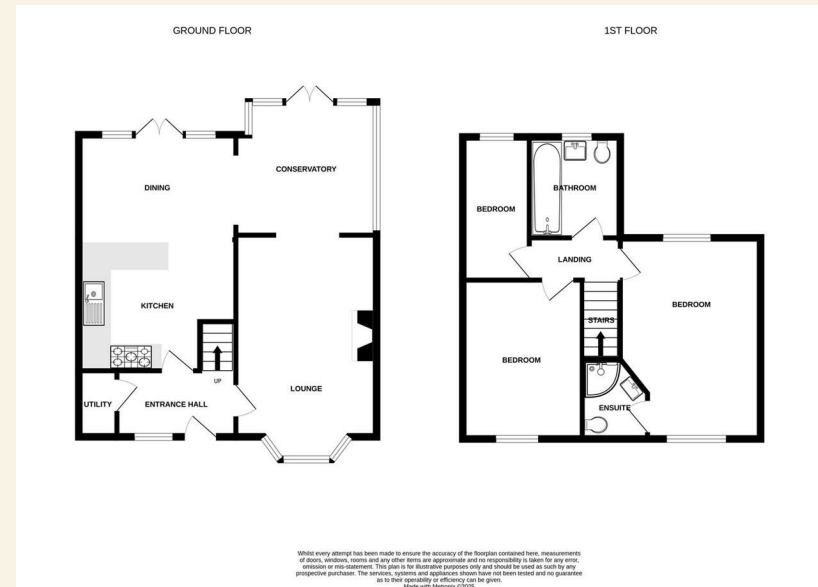 GROUND FLOOR
1ST FLOOR
DINING
CONSERVATORY
KITCHEN
UP
UTILITY
ENTRANCE HALL
LOUNGE
BEDROOM
BATHROOM
LANDING
BEDROOM
STAIRS
BEDROOM
ENSUITE
Whilst every attempt has been made to ensure the accuracy of the floorplan contained here, measurements
of doors, windows, rooms and any other items are approximate and no responsibility is taken for any error,
omission or mis-statement. This plan is for illustrative purposes only and should be used as such by any
prospective purchaser. The services, systems and appliances shown have not been tested and no guarantee
as to their operability or efficiency can be given.
Made with Metropix ©2025